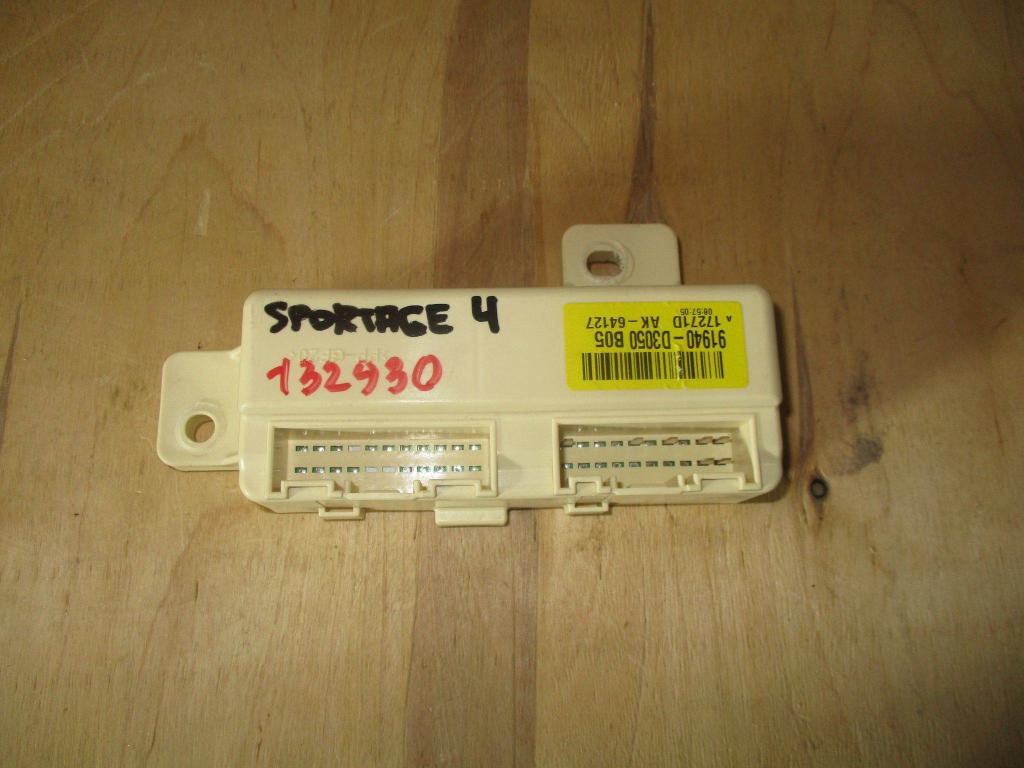 SPORTAGE 4
132930
91940-D3050 B05
17271D AK-64127
A 08:57:05